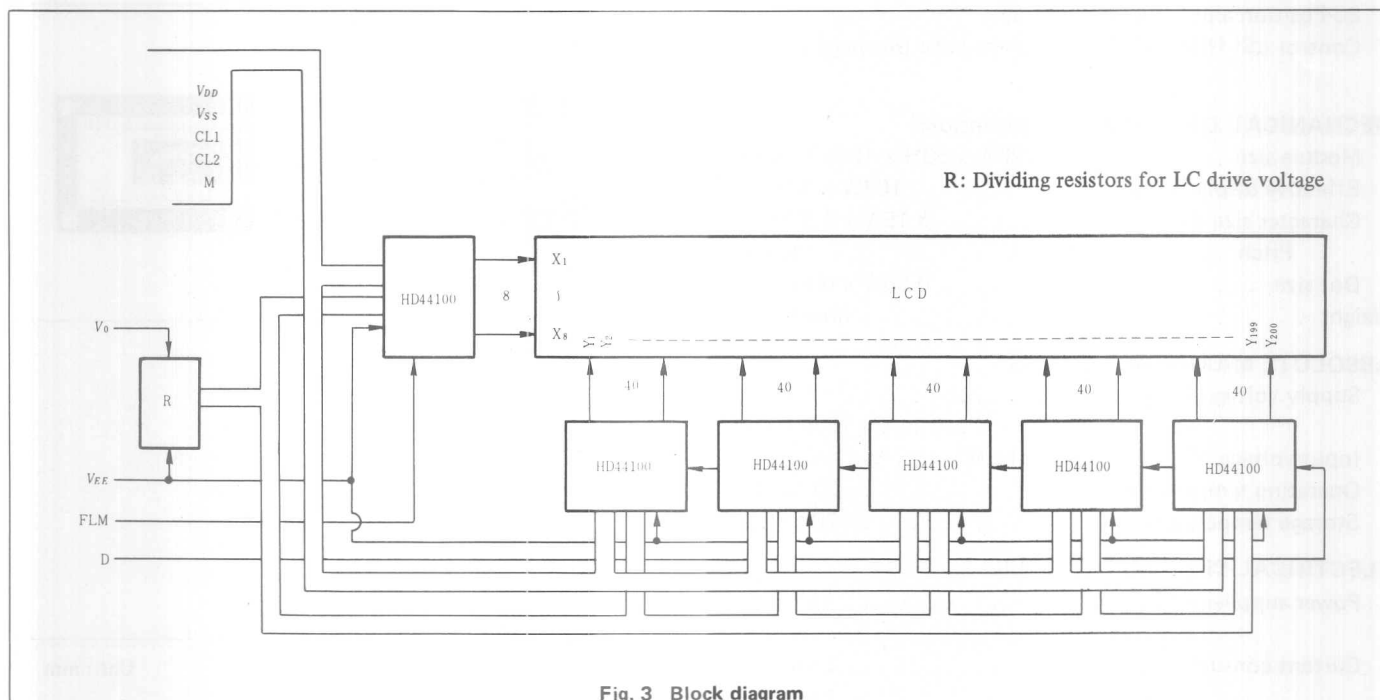 VDD
VSS
CL1
CL2
M
R: Dividing resistors for LC drive voltage
HD44100
8
X1
X8
LCD
Y1
Y2
Y199
Y200
V0
R
40
40
40
40
40
HD44100
HD44100
HD44100
HD44100
HD44100
VEE
FLM
D
Fig. 3 Block diagram